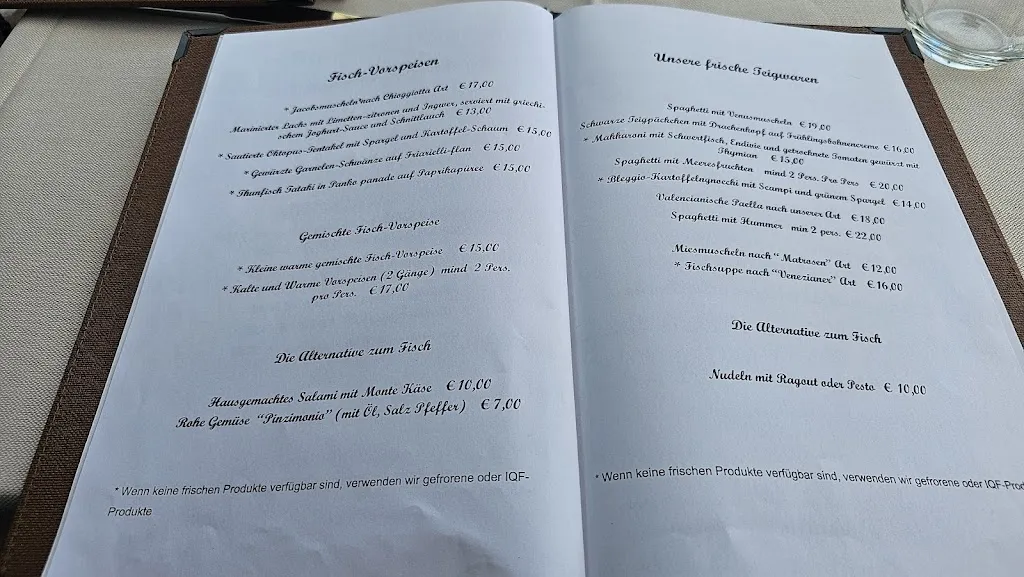 Fisch-Vorspeisen
* Jacobsmuscheln nach Chioggiotta Art € 17,00
Marinierter Lachs mit Limetten-zitronen und Ingwer, serviert mit griechi-
schem Joghurt-Sauce und Schnittlauch € 13,00
* Sautierte Oktopus-Tentakel mit Spargel und Kartoffel-Schaum € 15,00
* Gewürzte Garnelen-Schwänze auf Friarielli-flan € 15,00
* Thunfisch Tataki in Panko panade auf Paprikapuree € 15,00
Gemischte Fisch-Vorspeise
* Kleine warme gemischte Fisch-Vorspeise € 15,00
* Kalte und Warme Vorspeisen (2 Gänge) mind 2 Pers.
pro Pers. € 17,00
Die Alternative zum Fisch
Hausgemachtes Salami mit Monte Käse € 10,00
Rohe Gemüse "Pinzimonio" (mit Öl, Salz Pfeffer) € 7,00
* Wenn keine frischen Produkte verfügbar sind, verwenden wir gefrorene oder IQF-
Produkte
Unsere frische Teigwaren
Spaghetti mit Venusmuscheln € 19,00
Schwarze Teigpäckchen mit Drachenkopf auf Frühlingsbohnencreme € 16,00
* Makkaroni mit Schwertfisch, Endivie und getrochnete Tomaten gewürzt mit
Thymian € 15,00
Spaghetti mit Meeresfruchten mind 2 Pers. Pro Pers € 20,00
* Bleggio-Kartoffelngnocchi mit Scampi und grünem Spargel € 14,00
Valencianische Paella nach unserer Art € 18,00
Spaghetti mit Hummer min 2 pers. € 22,00
Miesmuscheln nach "Matrosen" Art € 12,00
* Fischsuppe nach "Venezianer" Art € 16,00
Die Alternative zum Fisch
Nudeln mit Ragout oder Pesto € 10,00
* Wenn keine frischen Produkte verfügbar sind, verwenden wir gefrorene oder IQF-Prod